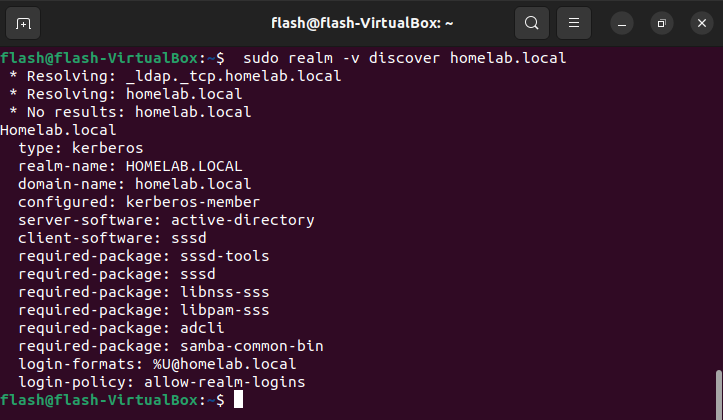 flash@flash-VirtualBox: ~
flash@flash-VirtualBox:~$  sudo realm -v discover homelab.local
 * Resolving: _ldap._tcp.homelab.local
 * Resolving: homelab.local
 * No results: homelab.local
Homelab.local
  type: kerberos
  realm-name: HOMELAB.LOCAL
  domain-name: homelab.local
  configured: kerberos-member
  server-software: active-directory
  client-software: sssd
  required-package: sssd-tools
  required-package: sssd
  required-package: libnss-sss
  required-package: libpam-sss
  required-package: adcli
  required-package: samba-common-bin
  login-formats: %U@homelab.local
  login-policy: allow-realm-logins
flash@flash-VirtualBox:~$